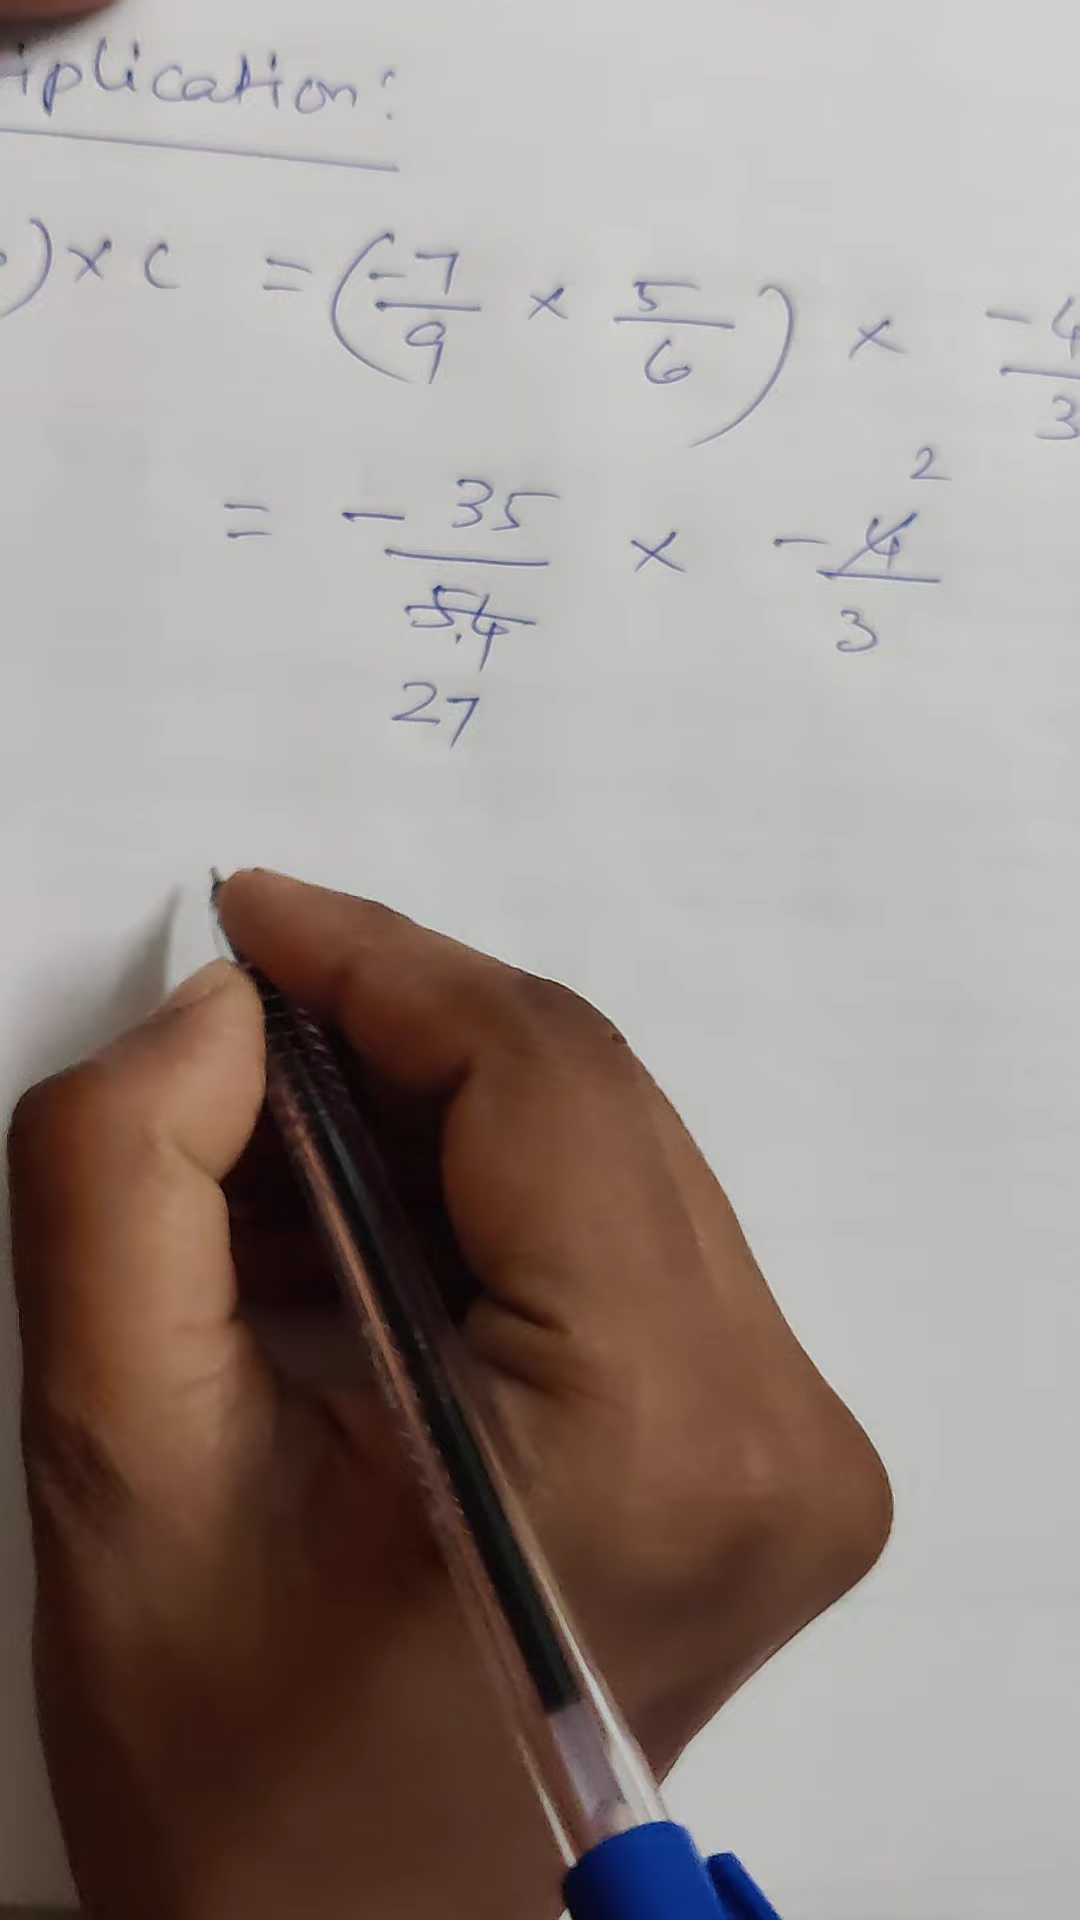 iplication:
) × c = (-7/9 × 5/6) × -4/3
2
= -35/54 × -4/3
27